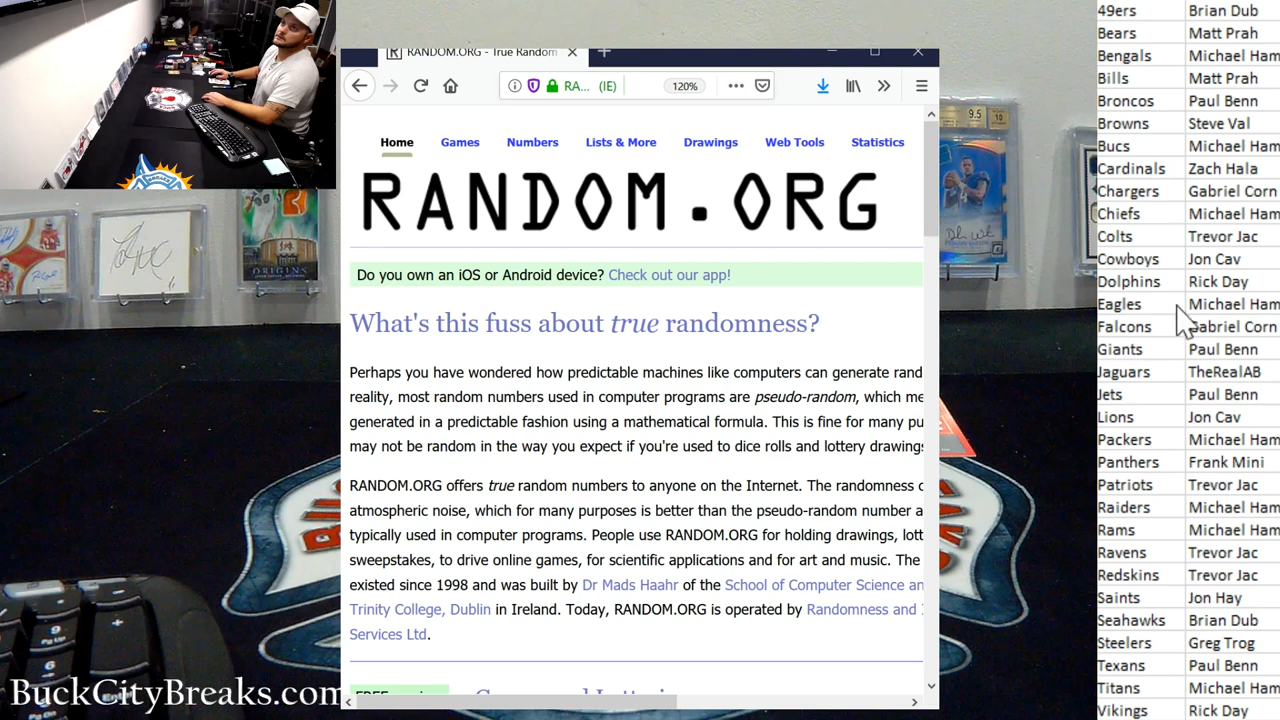 RANDOM.ORG - True Random
RA... (IE)
120%
Home Games Numbers Lists & More Drawings Web Tools Statistics
RANDOM.ORG
Do you own an iOS or Android device? Check out our app!
What's this fuss about true randomness?
Perhaps you have wondered how predictable machines like computers can generate rand
reality, most random numbers used in computer programs are pseudo-random, which me
generated in a predictable fashion using a mathematical formula. This is fine for many pu
may not be random in the way you expect if you're used to dice rolls and lottery drawings
RANDOM.ORG offers true random numbers to anyone on the Internet. The randomness c
atmospheric noise, which for many purposes is better than the pseudo-random number a
typically used in computer programs. People use RANDOM.ORG for holding drawings, lott
sweepstakes, to drive online games, for scientific applications and for art and music. The
existed since 1998 and was built by Dr Mads Haahr of the School of Computer Science an
Trinity College, Dublin in Ireland. Today, RANDOM.ORG is operated by Randomness and
Services Ltd.
49ers Brian Dub
Bears Matt Prah
Bengals Michael Ham
Bills Matt Prah
Broncos Paul Benn
Browns Steve Val
Bucs Michael Ham
Cardinals Zach Hala
Chargers Gabriel Corn
Chiefs Michael Ham
Colts Trevor Jac
Cowboys Jon Cav
Dolphins Rick Day
Eagles Michael Ham
Falcons Gabriel Corn
Giants Paul Benn
Jaguars TheRealAB
Jets Paul Benn
Lions Jon Cav
Packers Michael Ham
Panthers Frank Mini
Patriots Trevor Jac
Raiders Michael Ham
Rams Michael Ham
Ravens Trevor Jac
Redskins Trevor Jac
Saints Jon Hay
Seahawks Brian Dub
Steelers Greg Trog
Texans Paul Benn
Titans Michael Ham
Vikings Rick Day
ORIGINS
9.5
10
9
Pg Up
6
+
BuckCityBreaks.com